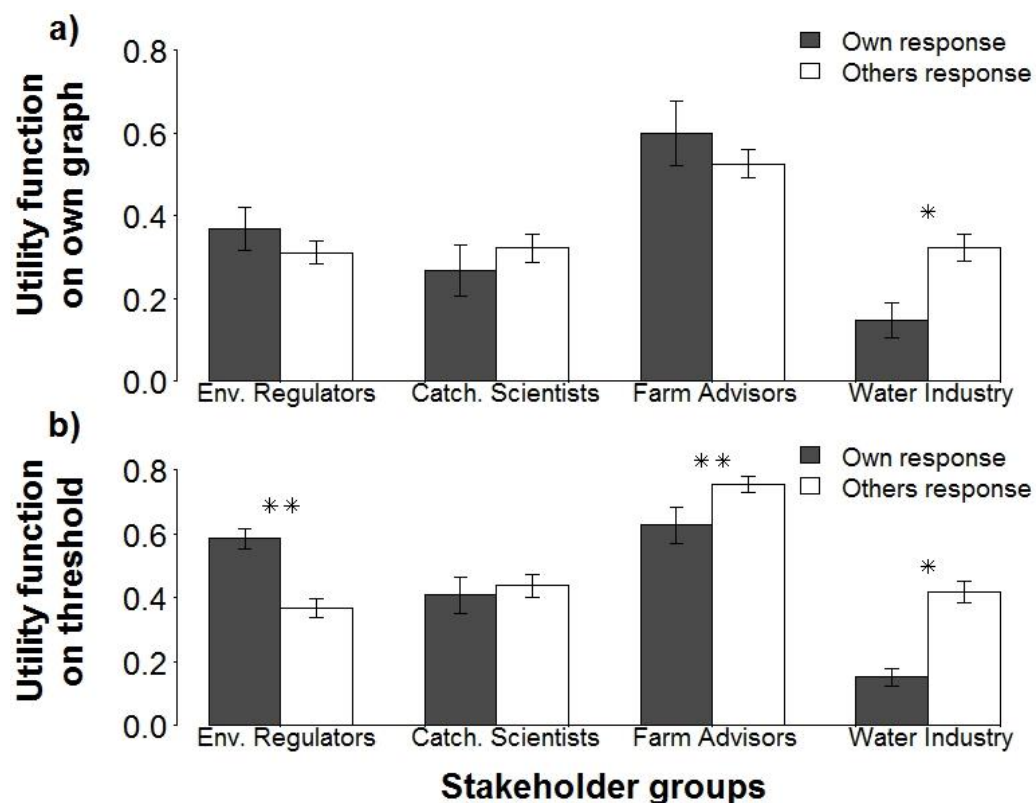 a)
Utility function
on own graph
0.8
0.6
0.4
0.2
0.0
Own response
Others response
*
Env. Regulators
Catch. Scientists
Farm Advisors
Water Industry
b)
Utility function
on threshold
0.8
0.6
0.4
0.2
0.0
Own response
Others response
**
**
*
Env. Regulators
Catch. Scientists
Farm Advisors
Water Industry
Stakeholder groups